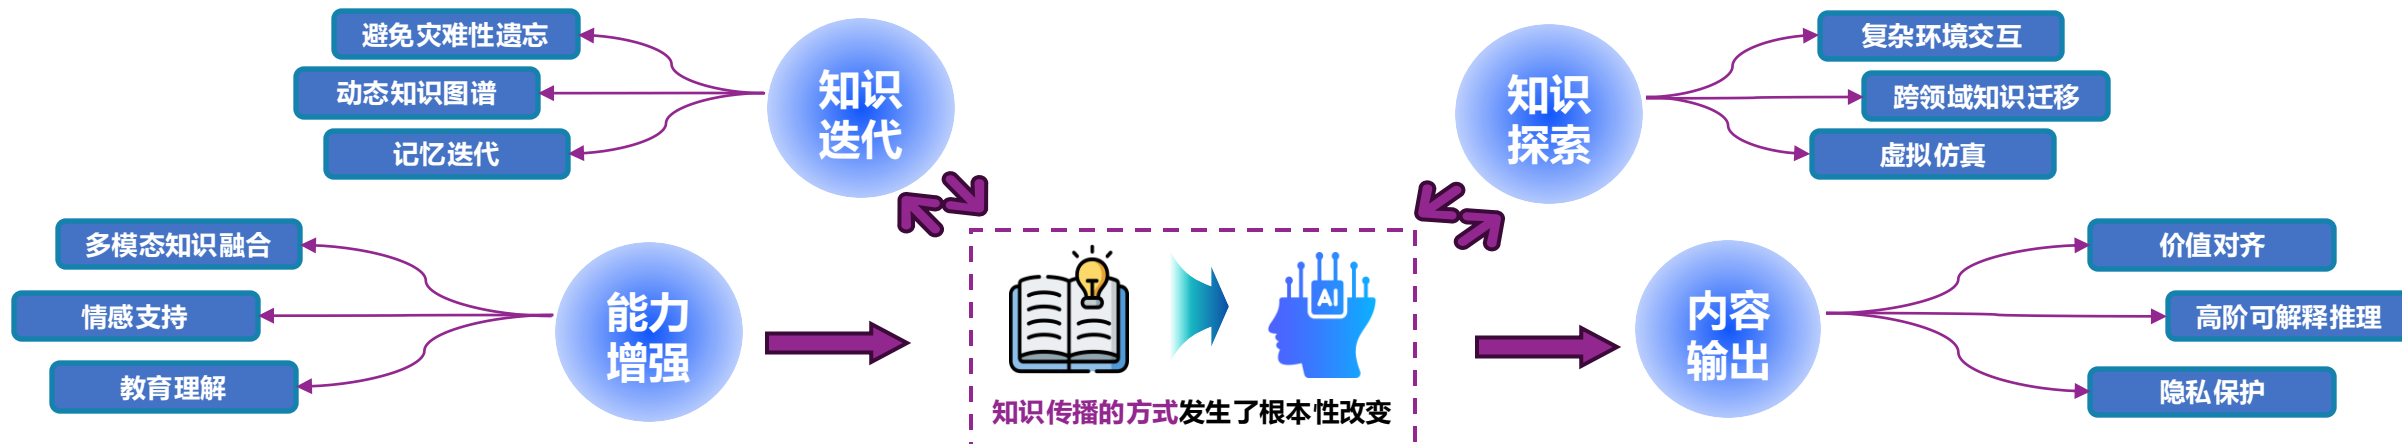 避免灾难性遗忘
动态知识图谱
记忆迭代
知识
迭代
知识
探索
复杂环境交互
跨领域知识迁移
虚拟仿真
多模态知识融合
情感支持
教育理解
能力
增强
AI
知识传播的方式发生了根本性改变
内容
输出
价值对齐
高阶可解释推理
隐私保护